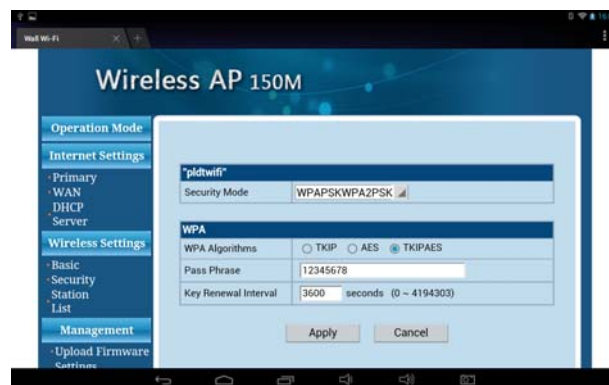 Wall Wi-Fi
Wireless AP 150M
Operation Mode
Internet Settings
Primary
WAN
DHCP
Server
Wireless Settings
Basic
Security
Station
List
Management
Upload Firmware
Settings
"pldtwifi"
Security Mode WPAPSKWPA2PSK
WPA
WPA Algorithms TKIP AES TKIPAES
Pass Phrase 12345678
Key Renewal Interval 3600 seconds (0 ~ 4194303)
Apply Cancel